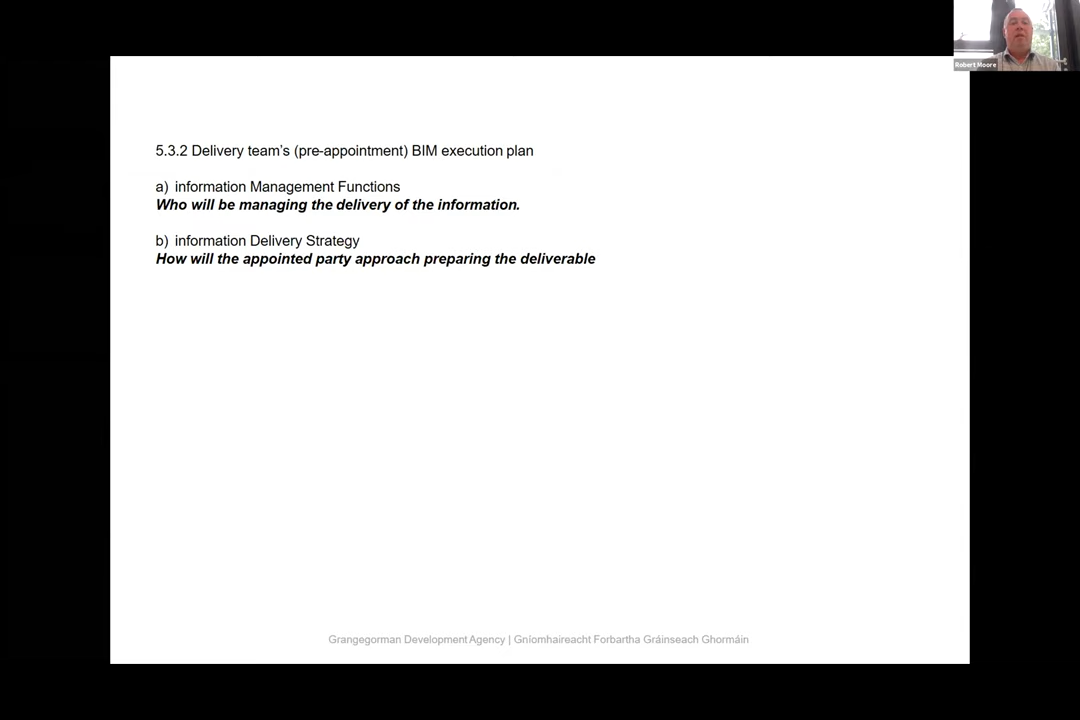 Robert Moore
5.3.2 Delivery team's (pre-appointment) BIM execution plan
a) information Management Functions
Who will be managing the delivery of the information.
b) information Delivery Strategy
How will the appointed party approach preparing the deliverable
Grangegorman Development Agency | Gníomhaireacht Forbartha Gráinseach Ghormáin